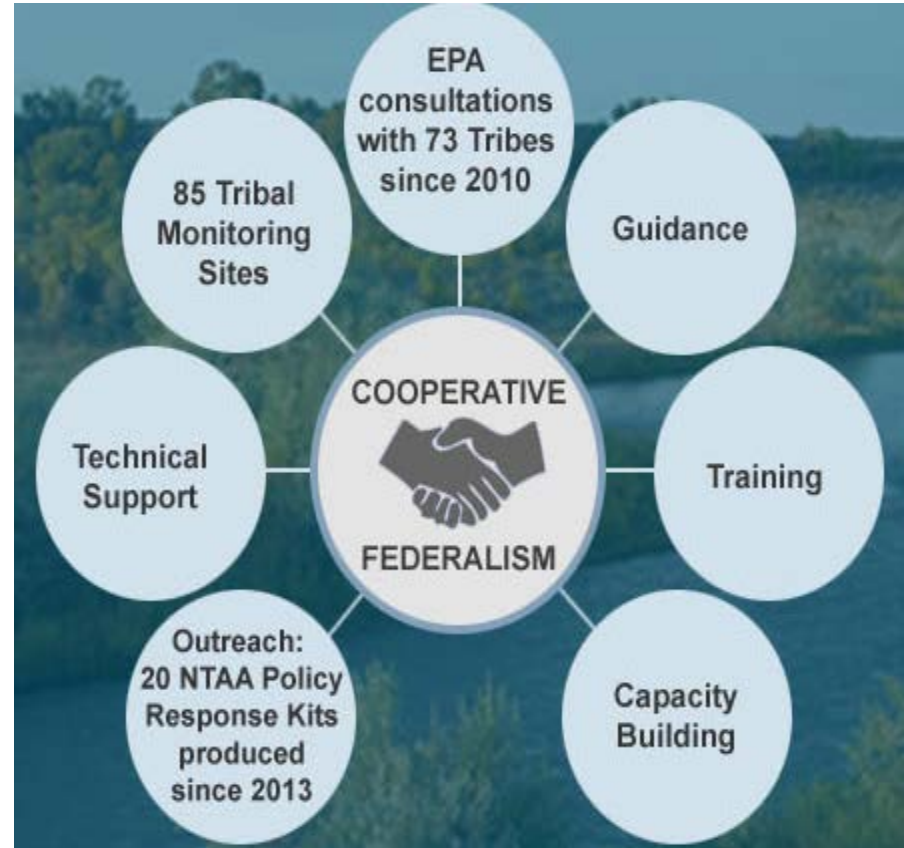 EPA
consultations
with 73 Tribes
since 2010
85 Tribal
Monitoring
Sites
Guidance
COOPERATIVE
FEDERALISM
Technical
Support
Training
Outreach:
20 NTAA Policy
Response Kits
produced
since 2013
Capacity
Building